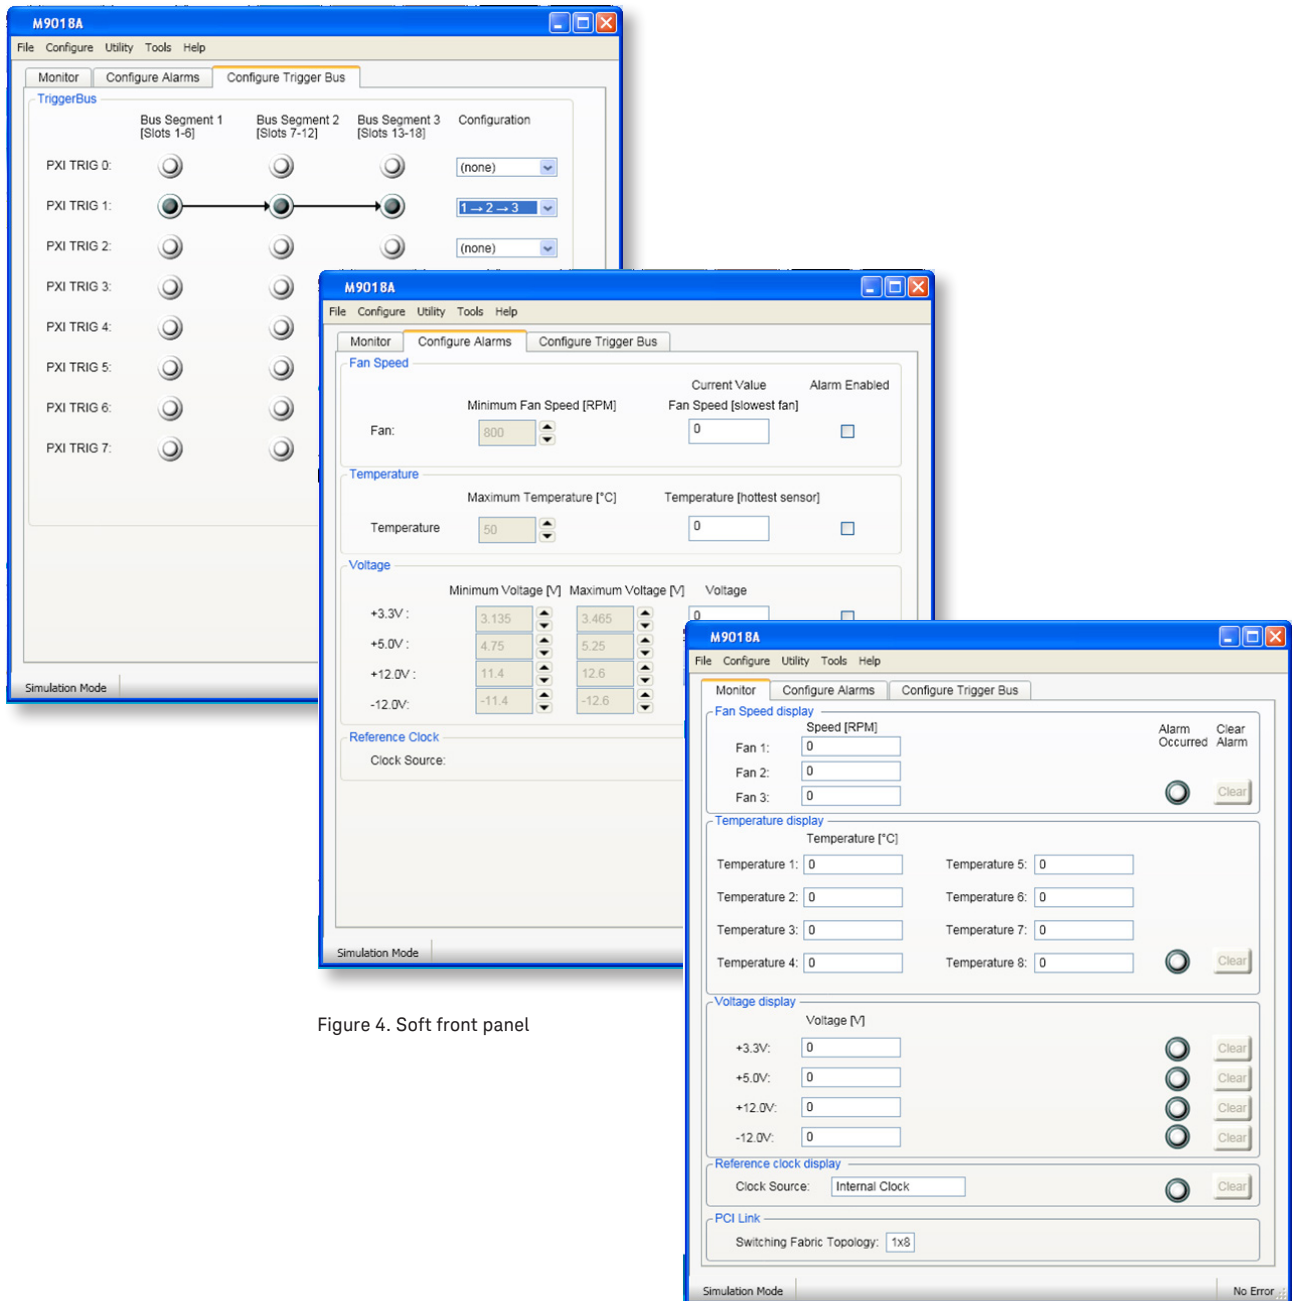 M9018A
File Configure Utility Tools Help
Monitor Configure Alarms Configure Trigger Bus
TriggerBus
Bus Segment 1 Bus Segment 2 Bus Segment 3 Configuration
[Slots 1-6] [Slots 7-12] [Slots 13-18]
PXI TRIG 0: (none)
PXI TRIG 1: 1→2→3
PXI TRIG 2: (none)
PXI TRIG 3:
PXI TRIG 4:
PXI TRIG 5:
PXI TRIG 6:
PXI TRIG 7:
Simulation Mode
M9018A
File Configure Utility Tools Help
Monitor Configure Alarms Configure Trigger Bus
Fan Speed
Current Value Alarm Enabled
Minimum Fan Speed [RPM] Fan Speed [slowest fan]
Fan: 800 0
Temperature
Maximum Temperature [°C] Temperature [hottest sensor]
Temperature 50 0
Voltage
Minimum Voltage [V] Maximum Voltage [V] Voltage
+3.3V : 3.135 3.465 0
+5.0V : 4.75 5.25
+12.0V : 11.4 12.6
-12.0V: -11.4 -12.6
Reference Clock
Clock Source:
Simulation Mode
M9018A
File Configure Utility Tools Help
Monitor Configure Alarms Configure Trigger Bus
Fan Speed display
Speed [RPM] Alarm Clear
Occurred Alarm
Fan 1: 0
Fan 2: 0
Fan 3: 0 Clear
Temperature display
Temperature [°C]
Temperature 1: 0 Temperature 5: 0
Temperature 2: 0 Temperature 6: 0
Temperature 3: 0 Temperature 7: 0
Temperature 4: 0 Temperature 8: 0 Clear
Voltage display
Voltage [V]
+3.3V: 0 Clear
+5.0V: 0 Clear
+12.0V: 0 Clear
-12.0V: 0 Clear
Reference clock display
Clock Source: Internal Clock Clear
PCI Link
Switching Fabric Topology: 1x8
Simulation Mode No Error
Figure 4. Soft front panel